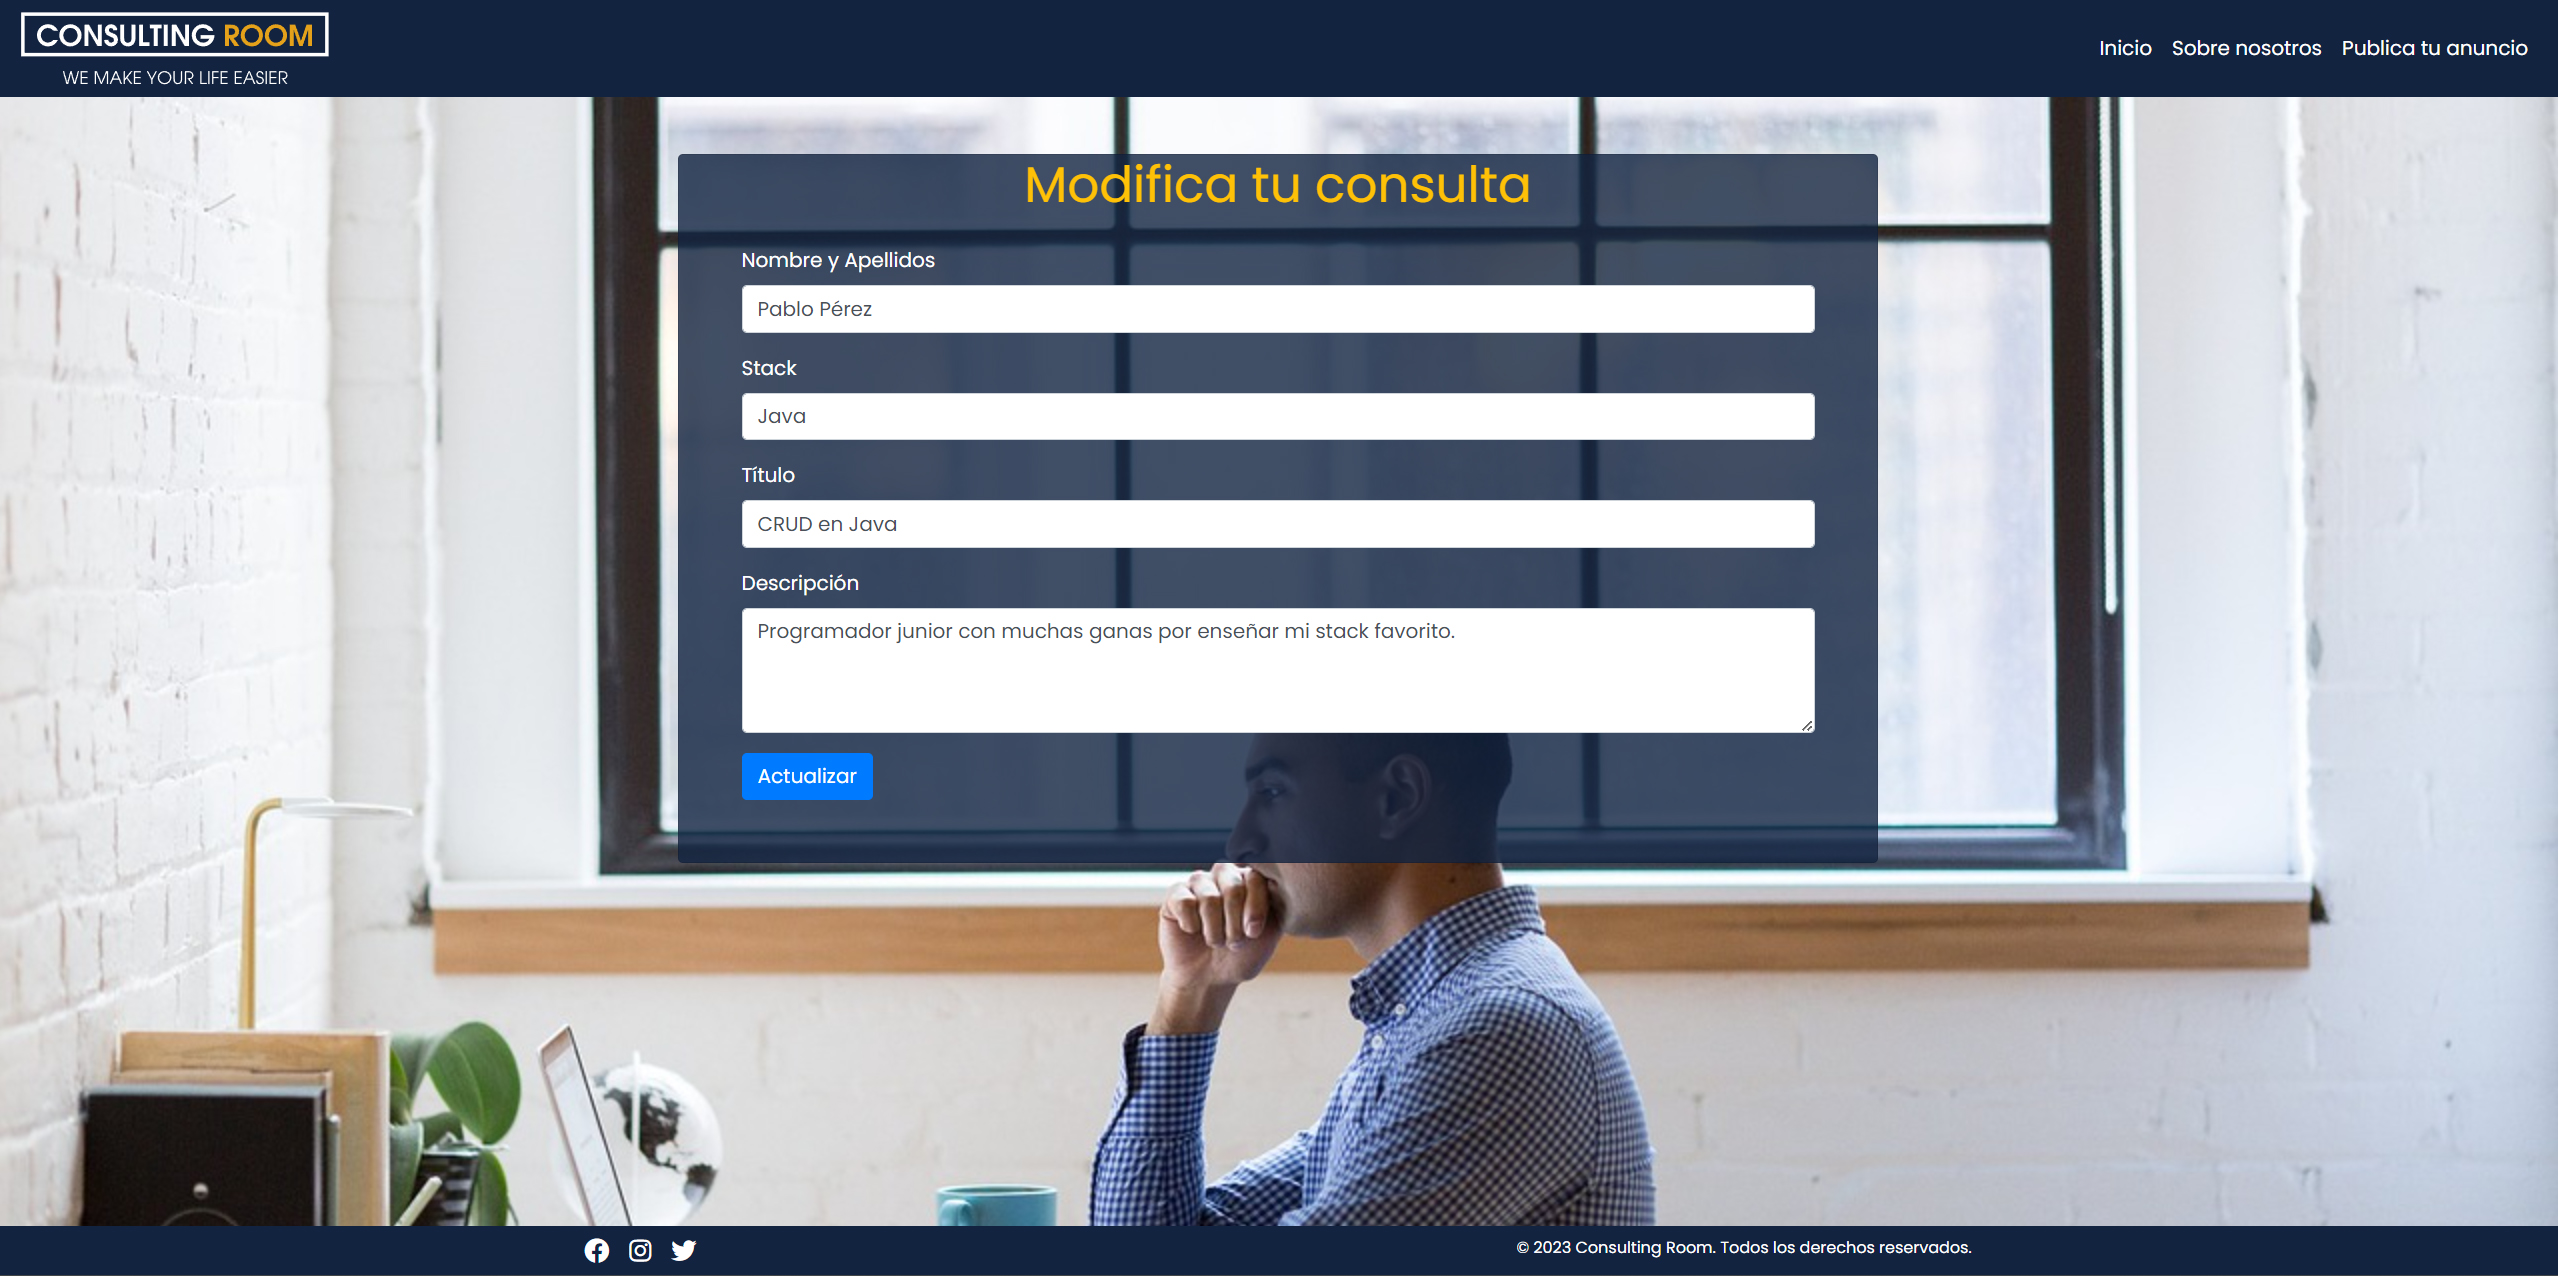 CONSULTING ROOM
WE MAKE YOUR LIFE EASIER
Inicio Sobre nosotros Publica tu anuncio
Modifica tu consulta
Nombre y Apellidos
Pablo Pérez
Stack
Java
Título
CRUD en Java
Descripción
Programador junior con muchas ganas por enseñar mi stack favorito.
Actualizar
© 2023 Consulting Room. Todos los derechos reservados.